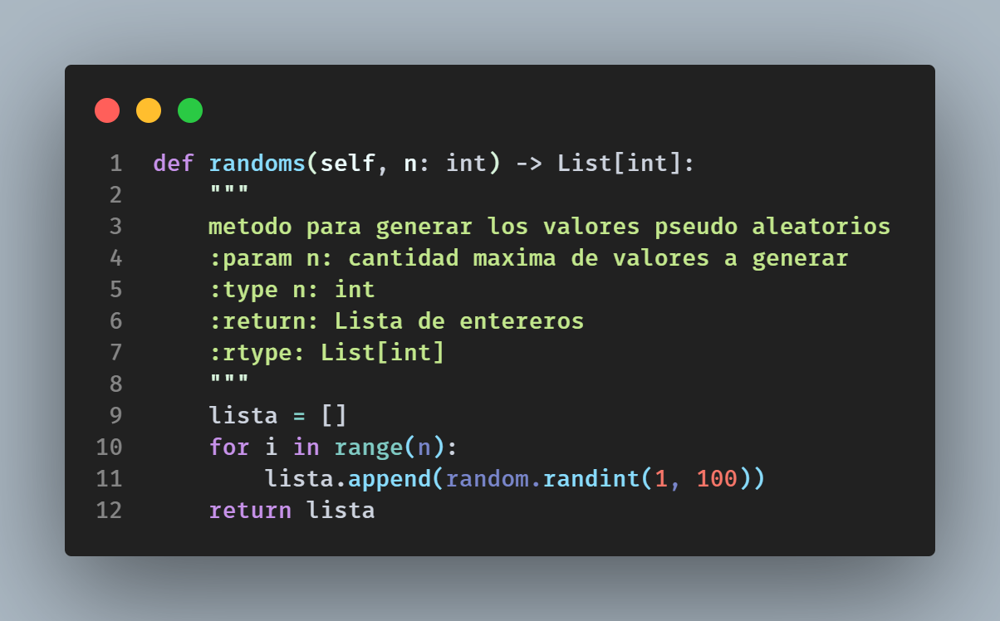 1 def randoms(self, n: int) -> List[int]:
2     """
3     metodo para generar los valores pseudo aleatorios
4     :param n: cantidad maxima de valores a generar
5     :type n: int
6     :return: Lista de entereros
7     :rtype: List[int]
8     """
9     lista = []
10     for i in range(n):
11         lista.append(random.randint(1, 100))
12     return lista